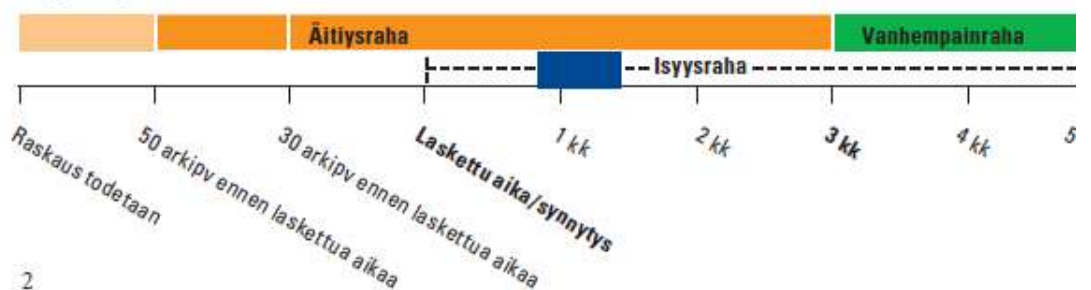 Äitiysraha
Vanhempainraha
Isyysraha
Raskaus todetaan
50 arkipv ennen laskettua aikaa
30 arkipv ennen laskettua aikaa
Laskettu aika/synnytys
1 kk
2 kk
3 kk
4 kk
5
2